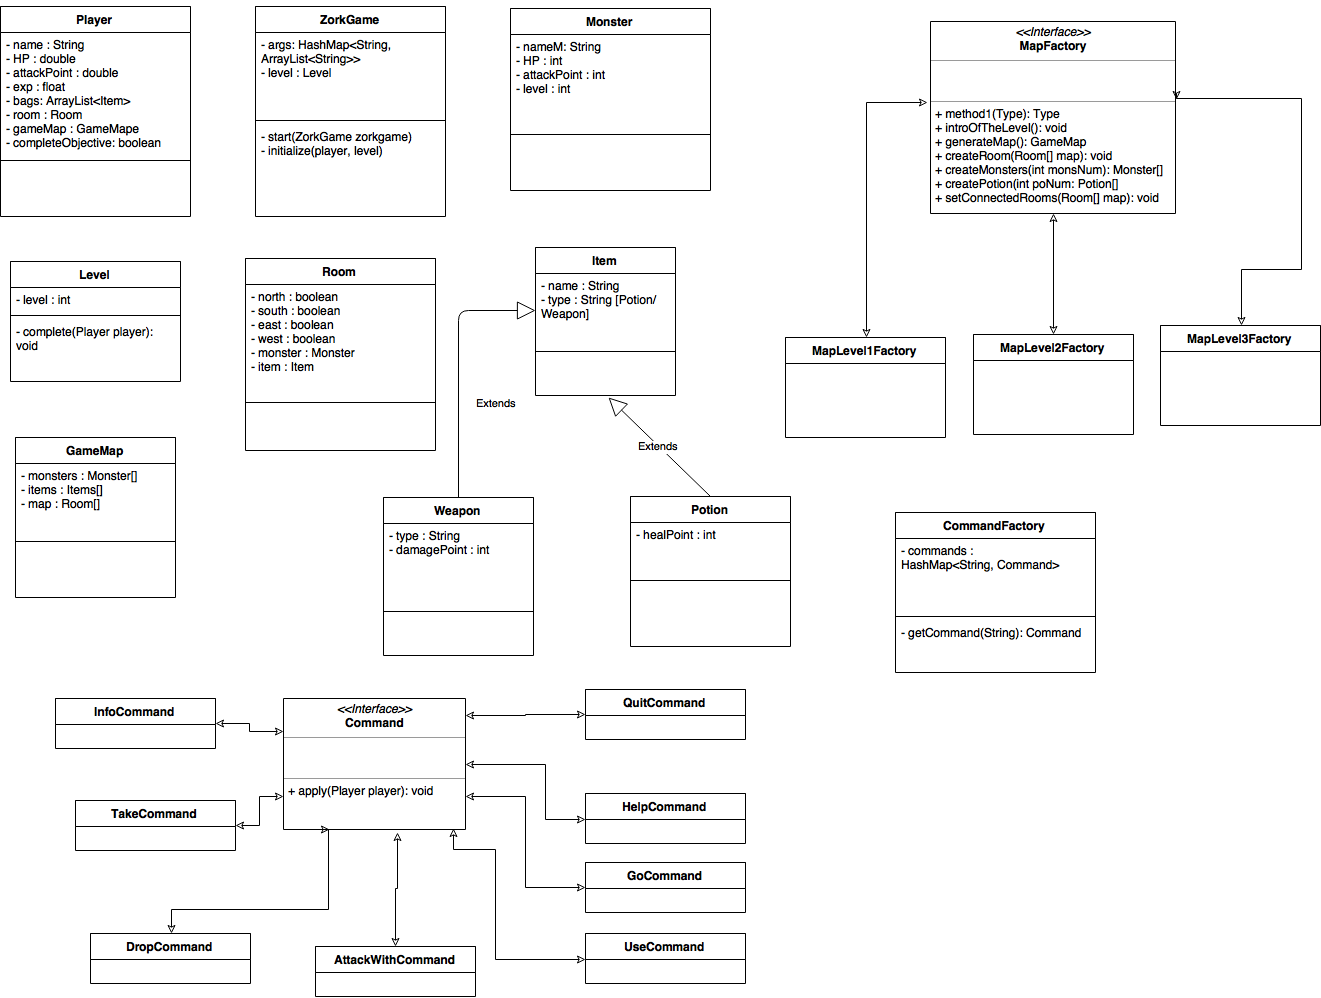 Player
- name : String
- HP : double
- attackPoint : double
- exp : float
- bags: ArrayList<Item>
- room : Room
- gameMap : GameMape
- completeObjective: boolean
ZorkGame
- args: HashMap<String,
ArrayList<String>>
- level : Level
- start(ZorkGame zorkgame)
- initialize(player, level)
Monster
- nameM: String
- HP : int
- attackPoint : int
- level : int
<<Interface>>
MapFactory
+ method1(Type): Type
+ introOfTheLevel(): void
+ generateMap(): GameMap
+ createRoom(Room[] map): void
+ createMonsters(int monsNum): Monster[]
+ createPotion(int poNum: Potion[]
+ setConnectedRooms(Room[] map): void
Level
- level : int
- complete(Player player):
void
Room
- north : boolean
- south : boolean
- east : boolean
- west : boolean
- monster : Monster
- item : Item
Item
- name : String
- type : String [Potion/
Weapon]
Extends
Extends
MapLevel1Factory
MapLevel2Factory
MapLevel3Factory
GameMap
- monsters : Monster[]
- items : Items[]
- map : Room[]
Weapon
- type : String
- damagePoint : int
Potion
- healPoint : int
CommandFactory
- commands :
HashMap<String, Command>
- getCommand(String): Command
InfoCommand
<<Interface>>
Command
+ apply(Player player): void
QuitCommand
TakeCommand
HelpCommand
GoCommand
DropCommand
AttackWithCommand
UseCommand